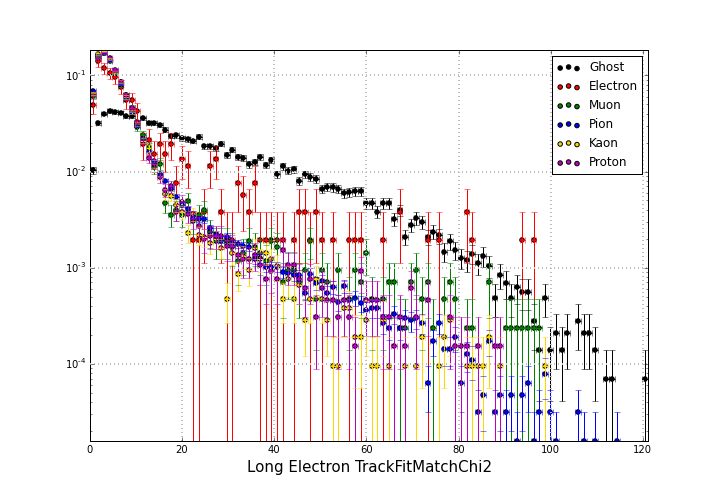 10^-1
10^-2
10^-3
10^-4
0 20 40 60 80 100 120
Long Electron TrackFitMatchChi2
Ghost
Electron
Muon
Pion
Kaon
Proton